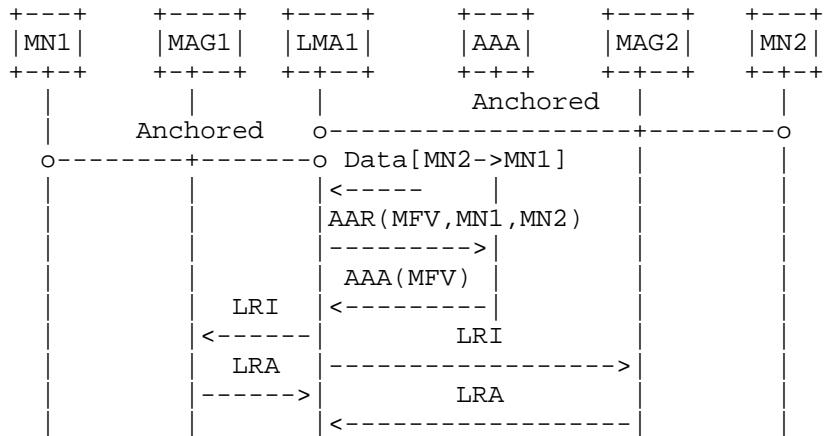 MN1 MAG1 LMA1 AAA MAG2 MN2
Anchored
Anchored
Data[MN2->MN1]
AAR(MFV,MN1,MN2)
AAA(MFV)
LRI
LRI
LRA
LRA